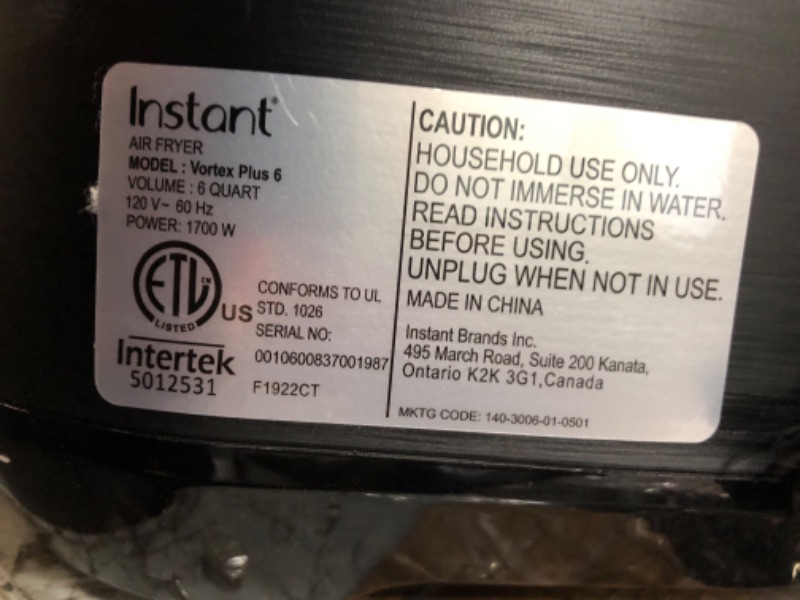 Instant
AIR FRYER
MODEL : Vortex Plus 6
VOLUME : 6 QUART
120 V~ 60 Hz
POWER: 1700 W
ETL CM
LISTED
US
CONFORMS TO UL
STD. 1026
SERIAL NO:
0010600837001987
Intertek
5012531
F1922CT
CAUTION:
HOUSEHOLD USE ONLY.
DO NOT IMMERSE IN WATER.
READ INSTRUCTIONS
BEFORE USING.
UNPLUG WHEN NOT IN USE.
MADE IN CHINA
Instant Brands Inc.
495 March Road, Suite 200 Kanata,
Ontario K2K 3G1,Canada
MKTG CODE: 140-3006-01-0501